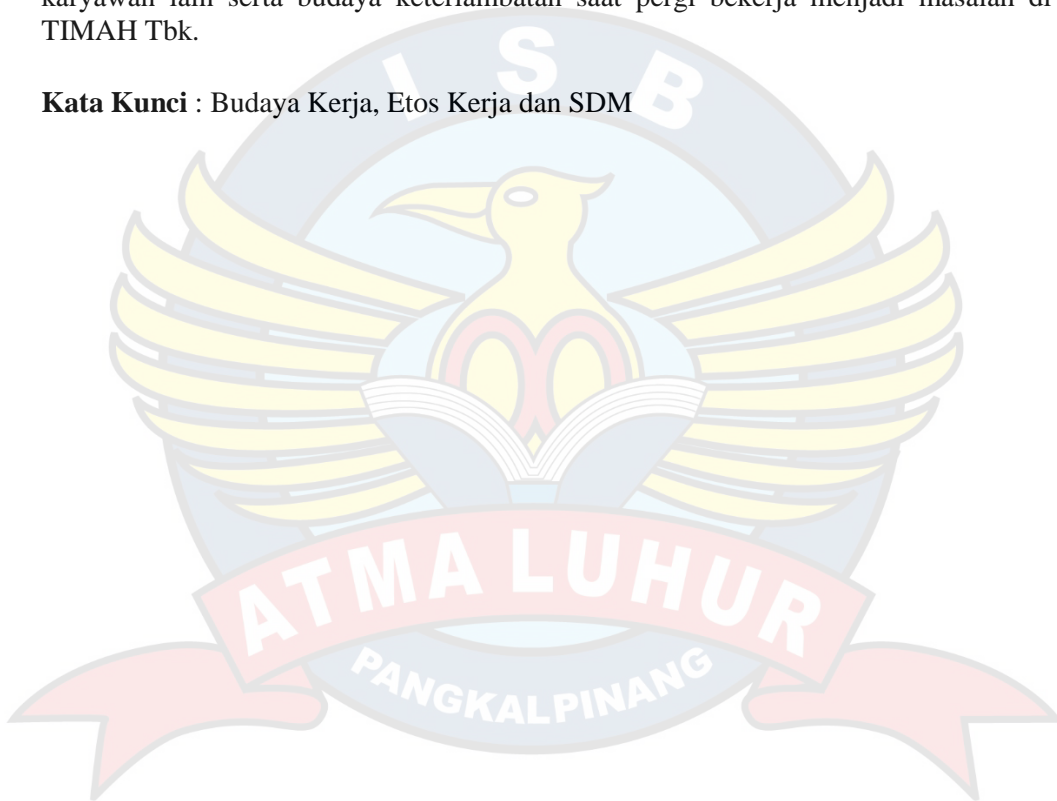 karyawan lain serta budaya keterlambatan saat pergi bekerja menjadi masalah di
TIMAH Tbk.
Kata Kunci : Budaya Kerja, Etos Kerja dan SDM
I S B
ATMA LUHUR
PANGKALPINANG